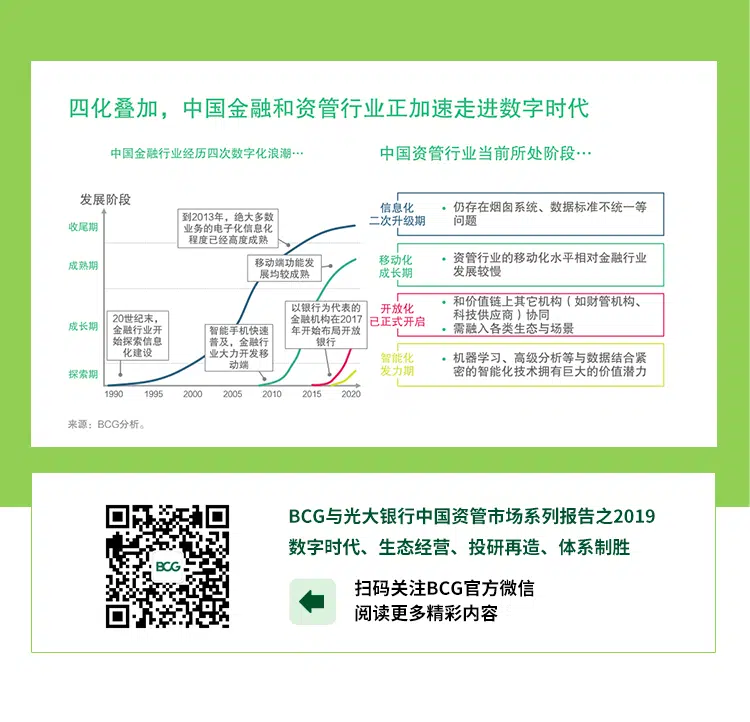 四化叠加，中国金融和资管行业正加速走进数字时代
中国金融行业经历四次数字化浪潮…
发展阶段
收尾期
成熟期
成长期
探索期
到2013年，绝大多数
业务的电子化信息化
程度已经高度成熟
移动端功能发
展均较成熟
20世纪末，
金融行业开
始探索信息
化建设
智能手机快速
普及，金融行
业大力开发移
动端
以银行为代表的
金融机构在2017
年开始布局开放
银行
1990
1995
2000
2005
2010
2015
2020
中国资管行业当前所处阶段…
信息化
二次升级期
• 仍存在烟囱系统、数据标准不统一等
问题
移动化
成长期
• 资管行业的移动化水平相对金融行业
发展较慢
开放化
已正式开启
• 和价值链上其它机构（如财管机构、
科技供应商）协同
• 需融入各类生态与场景
智能化
发力期
• 机器学习、高级分析等与数据结合紧
密的智能化技术拥有巨大的价值潜力
来源：BCG分析。
BCG
BCG与光大银行中国资管市场系列报告之2019
数字时代、生态经营、投研再造、体系制胜
扫码关注BCG官方微信
阅读更多精彩内容